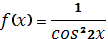 f(x) = 1/cos²2x